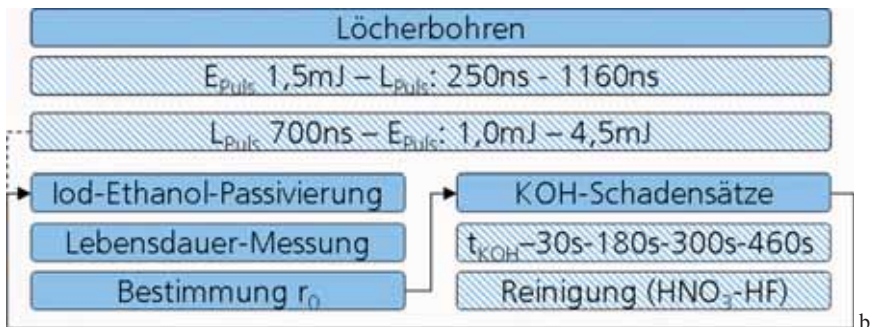 Löcherbohren
E_Puls 1,5mJ – L_Puls: 250ns - 1160ns
L_Puls 700ns – E_Puls: 1,0mJ – 4,5mJ
Iod-Ethanol-Passivierung
Lebensdauer-Messung
Bestimmung r_0
KOH-Schadensätze
t_KOH–30s-180s-300s-460s
Reinigung (HNO_3-HF)
b